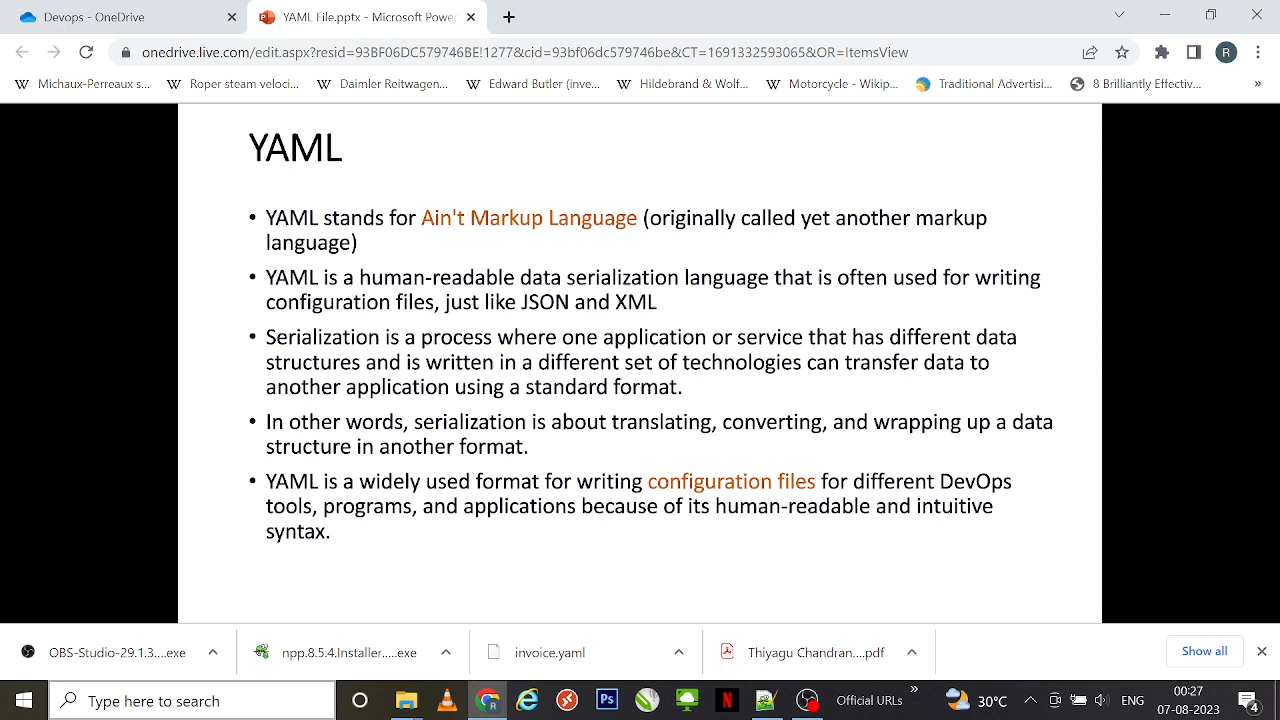 Devops - OneDrive
YAML File.pptx - Microsoft Power
onedrive.live.com/edit.aspx?resid=93BF06DC579746BE!1277&cid=93bf06dc579746be&CT=1691332593065&OR=ItemsView
R
Michaux-Perreaux s...
Roper steam veloci...
Daimler Reitwagen...
Edward Butler (inve...
Hildebrand & Wolf...
Motorcycle - Wikip...
Traditional Advertisi...
8 Brilliantly Effectiv...
»
YAML
• YAML stands for Ain't Markup Language (originally called yet another markup
language)
• YAML is a human-readable data serialization language that is often used for writing
configuration files, just like JSON and XML
• Serialization is a process where one application or service that has different data
structures and is written in a different set of technologies can transfer data to
another application using a standard format.
• In other words, serialization is about translating, converting, and wrapping up a data
structure in another format.
• YAML is a widely used format for writing configuration files for different DevOps
tools, programs, and applications because of its human-readable and intuitive
syntax.
OBS-Studio-29.1.3....exe
npp.8.5.4.Installer.....exe
invoice.yaml
Thiyagu Chandran....pdf
Show all
Type here to search
Ps
N
Official URLs
»
30°C
ENG
00:27
07-08-2023
4